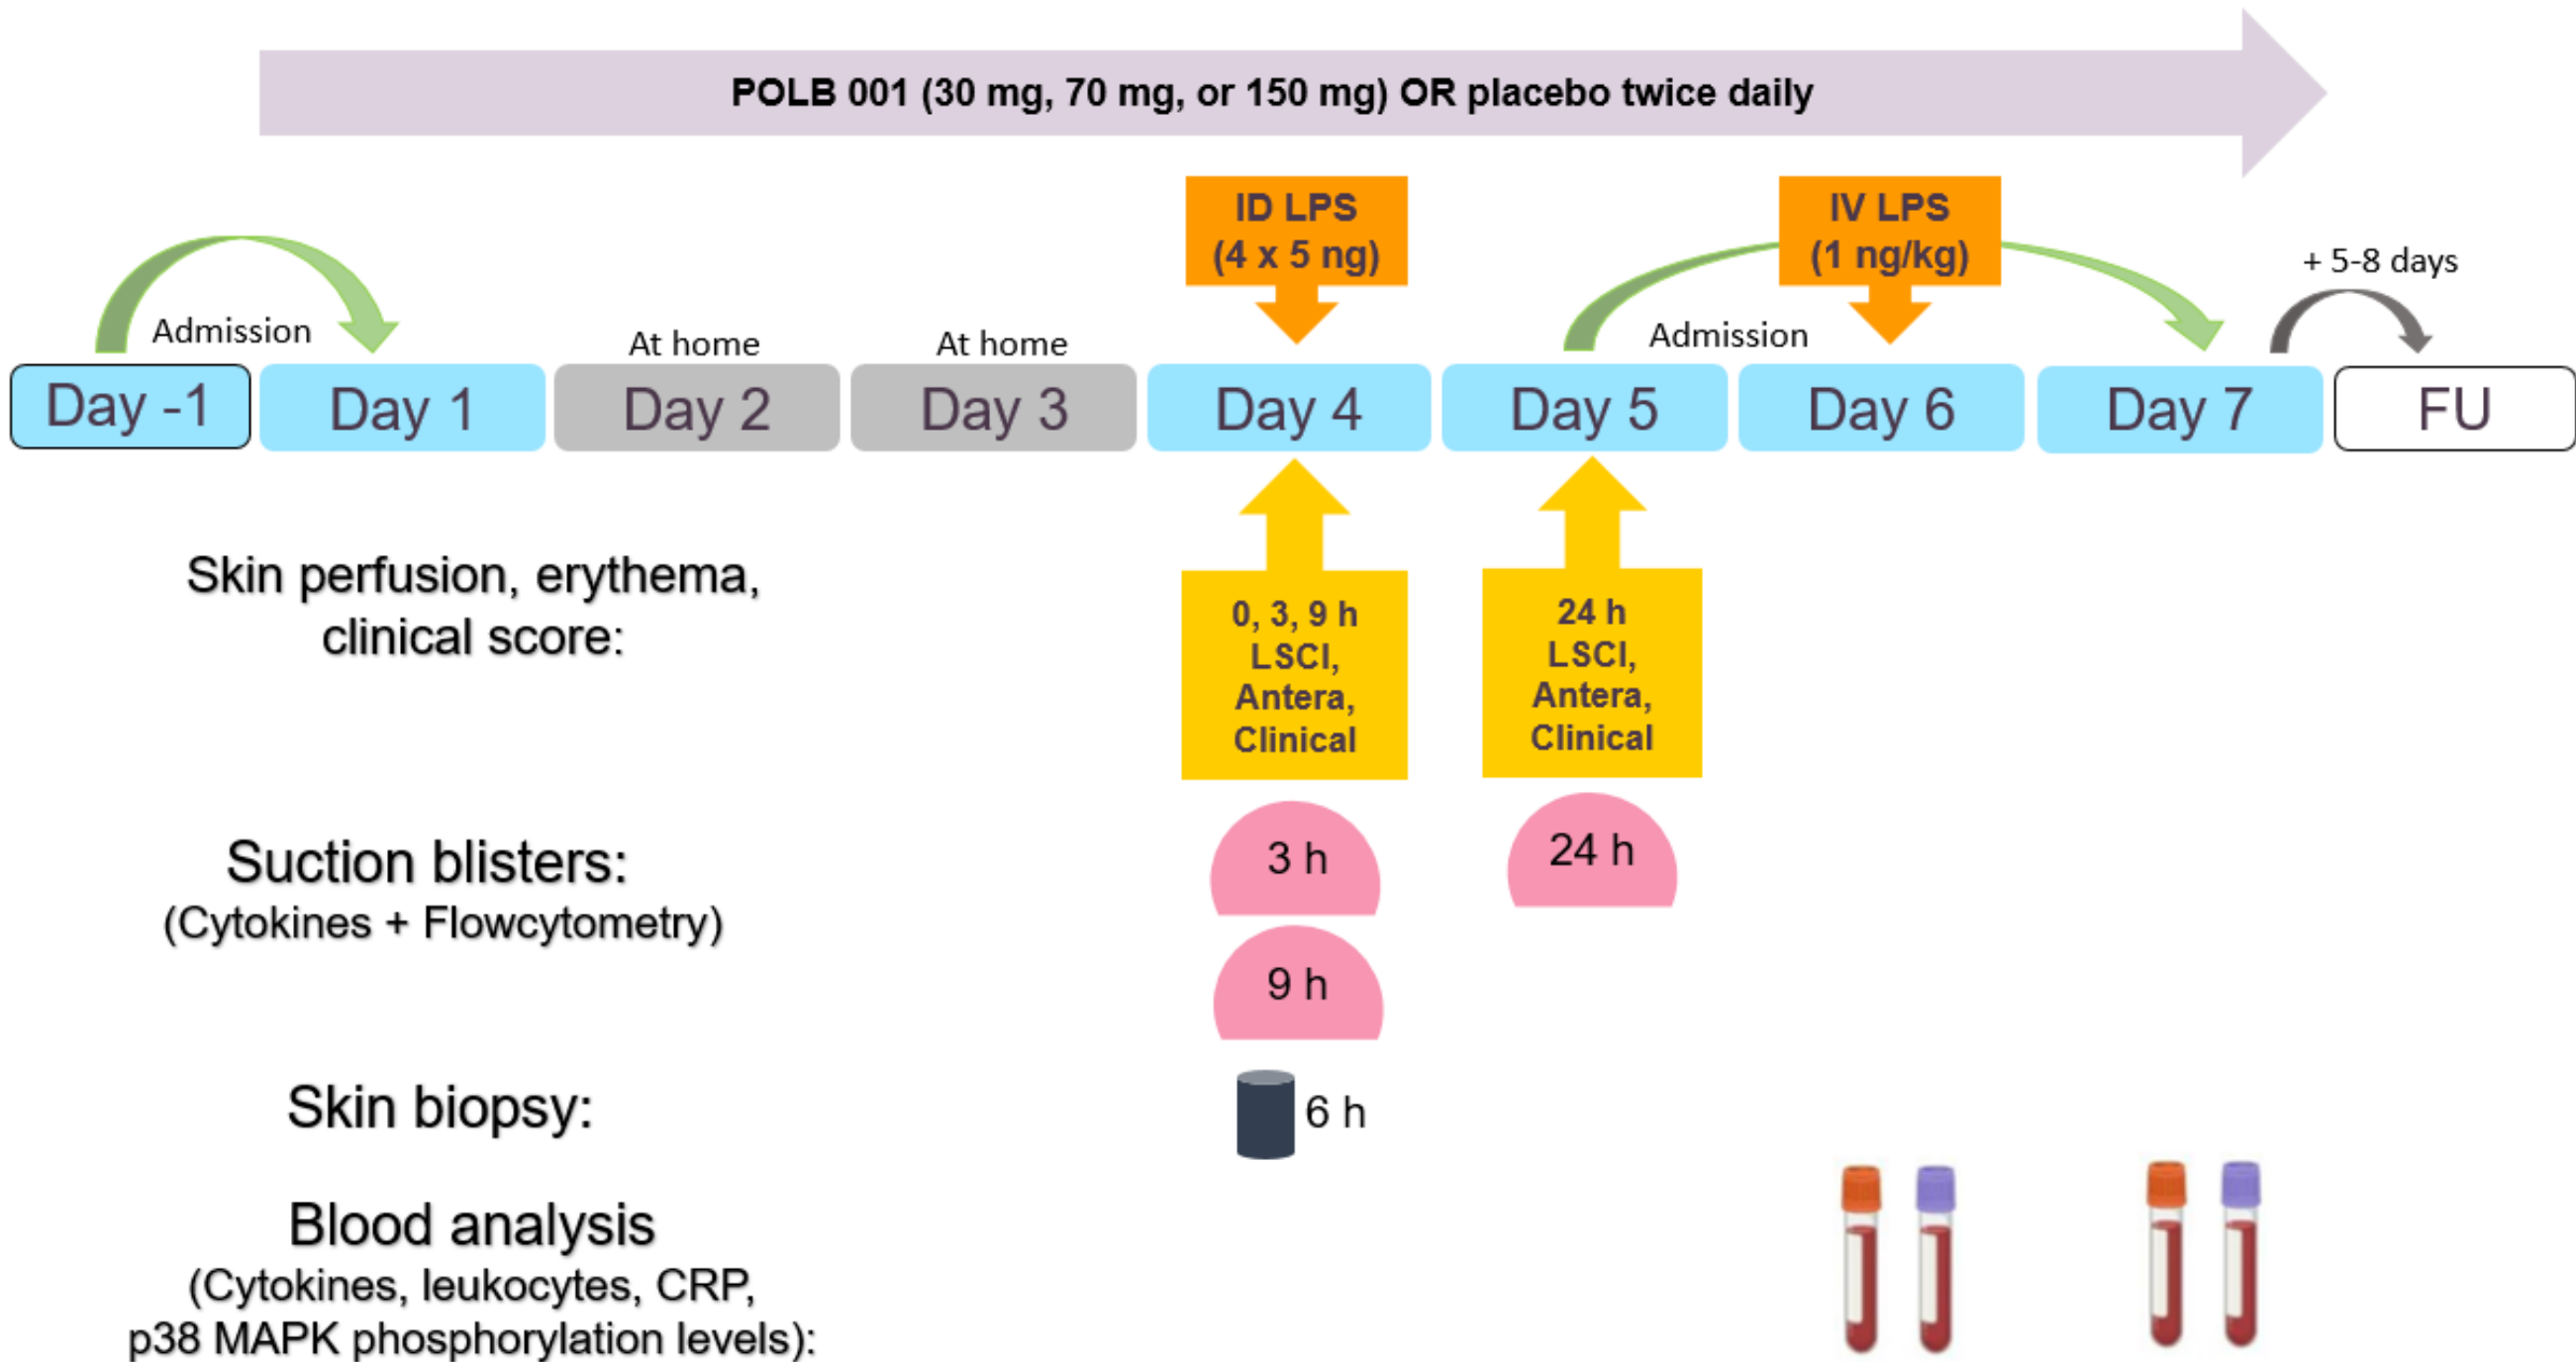 POLB 001 (30 mg, 70 mg, or 150 mg) OR placebo twice daily
ID LPS
(4 x 5 ng)
IV LPS
(1 ng/kg)
+ 5-8 days
Admission
At home
At home
Admission
Day -1
Day 1
Day 2
Day 3
Day 4
Day 5
Day 6
Day 7
FU
Skin perfusion, erythema,
clinical score:
0, 3, 9 h
LSCI,
Antera,
Clinical
24 h
LSCI,
Antera,
Clinical
Suction blisters:
(Cytokines + Flowcytometry)
3 h
24 h
9 h
Skin biopsy:
6 h
Blood analysis
(Cytokines, leukocytes, CRP,
p38 MAPK phosphorylation levels):